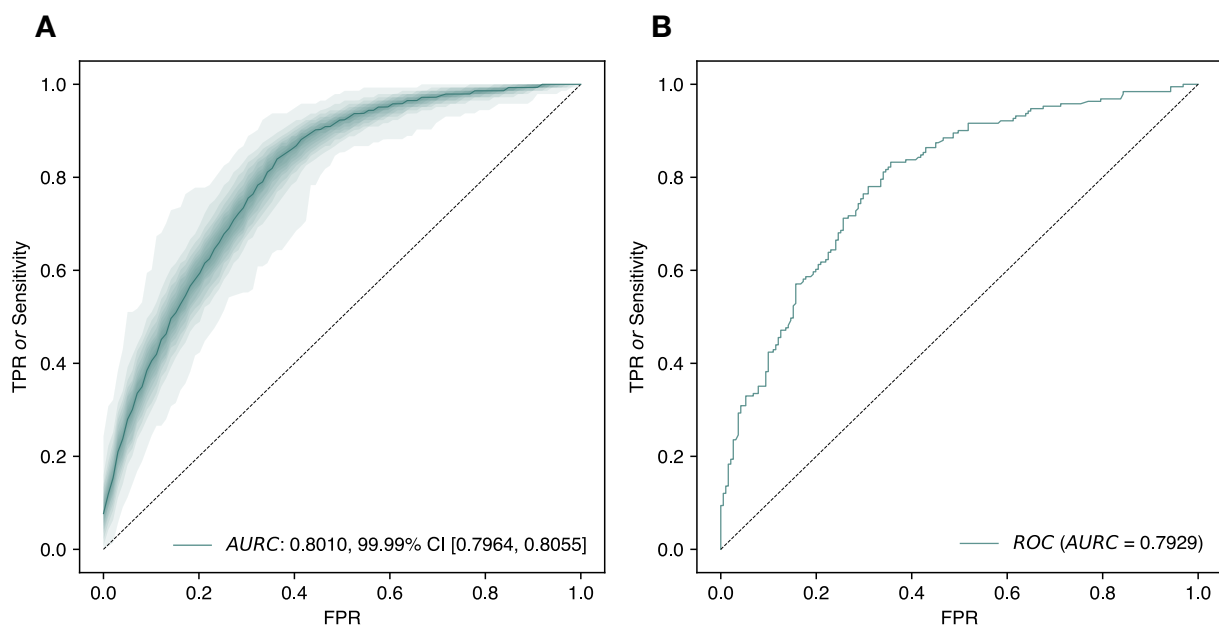 A
B
1.0
0.8
0.6
0.4
0.2
0.0
TPR or Sensitivity
0.0 0.2 0.4 0.6 0.8 1.0
FPR
AURC: 0.8010, 99.99% CI [0.7964, 0.8055]
1.0
0.8
0.6
0.4
0.2
0.0
TPR or Sensitivity
0.0 0.2 0.4 0.6 0.8 1.0
FPR
ROC (AURC = 0.7929)